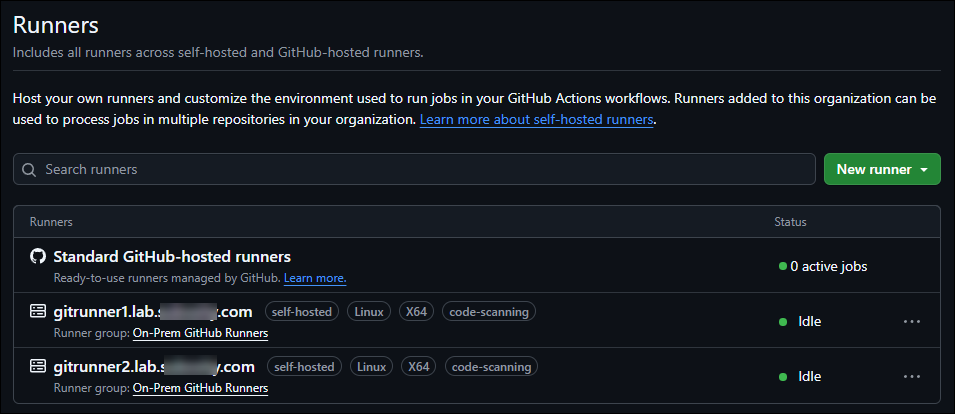 Runners
Includes all runners across self-hosted and GitHub-hosted runners.
Host your own runners and customize the environment used to run jobs in your GitHub Actions workflows. Runners added to this organization can be
used to process jobs in multiple repositories in your organization. Learn more about self-hosted runners.
Search runners
New runner
Runners Status
Standard GitHub-hosted runners
Ready-to-use runners managed by GitHub. Learn more.
0 active jobs
gitrunner1.lab. .com self-hosted Linux X64 code-scanning
Runner group: On-Prem GitHub Runners
Idle
gitrunner2.lab. .com self-hosted Linux X64 code-scanning
Runner group: On-Prem GitHub Runners
Idle